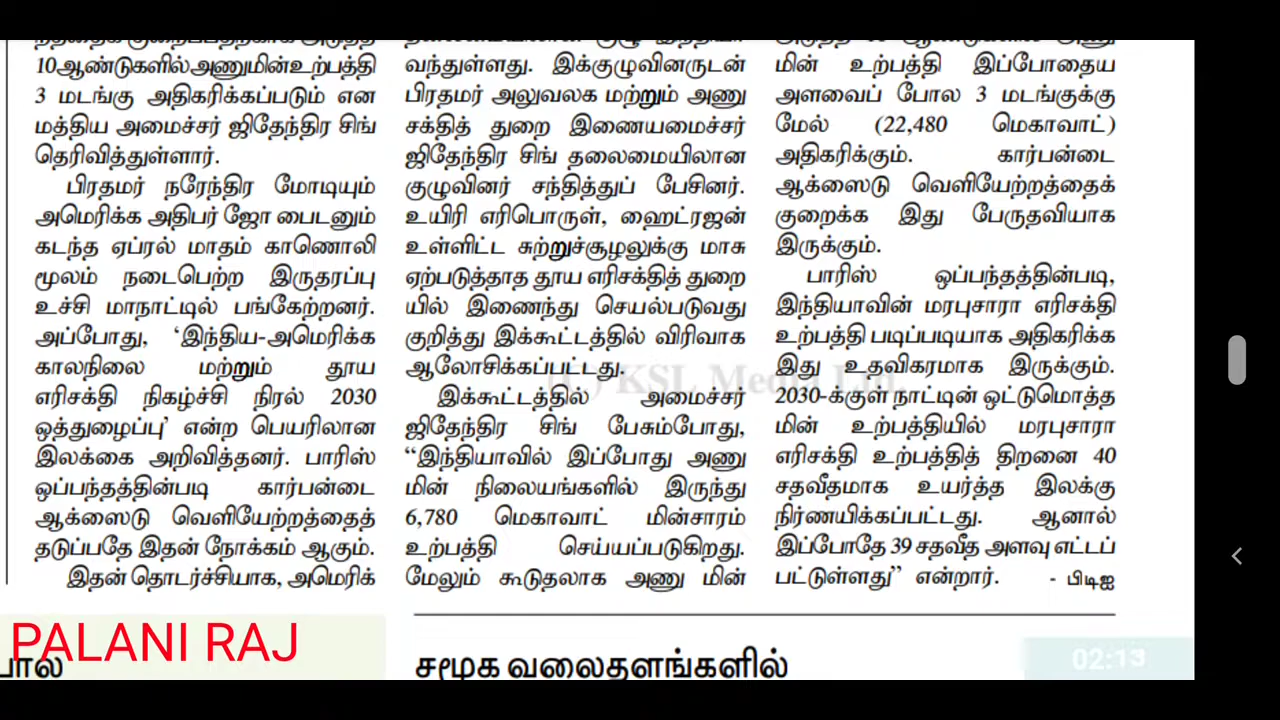 10ஆண்டுகளில் அணுமின் உற்பத்தி
3 மடங்கு அதிகரிக்கப்படும் என
மத்திய அமைச்சர் ஜிதேந்திர சிங்
தெரிவித்துள்ளார்.
பிரதமர் நரேந்திர மோடியும்
அமெரிக்க அதிபர் ஜோ பைடனும்
கடந்த ஏப்ரல் மாதம் காணொலி
மூலம் நடைபெற்ற இருதரப்பு
உச்சி மாநாட்டில் பங்கேற்றனர்.
அப்போது, ‘இந்திய-அமெரிக்க
காலநிலை மற்றும் தூய
எரிசக்தி நிகழ்ச்சி நிரல் 2030
ஒத்துழைப்பு’ என்ற பெயரிலான
இலக்கை அறிவித்தனர். பாரிஸ்
ஒப்பந்தத்தின்படி கார்பன்டை
ஆக்ஸைடு வெளியேற்றத்தைத்
தடுப்பதே இதன் நோக்கம் ஆகும்.
இதன் தொடர்ச்சியாக, அமெரிக்
வந்துள்ளது. இக்குழுவினருடன்
பிரதமர் அலுவலக மற்றும் அணு
சக்தித் துறை இணையமைச்சர்
ஜிதேந்திர சிங் தலைமையிலான
குழுவினர் சந்தித்துப் பேசினர்.
உயிரி எரிபொருள், ஹைட்ரஜன்
உள்ளிட்ட சுற்றுச்சூழலுக்கு மாசு
ஏற்படுத்தாத தூய எரிசக்தித் துறை
யில் இணைந்து செயல்படுவது
குறித்து இக்கூட்டத்தில் விரிவாக
ஆலோசிக்கப்பட்டது.
இக்கூட்டத்தில் அமைச்சர்
ஜிதேந்திர சிங் பேசும்போது,
“இந்தியாவில் இப்போது அணு
மின் நிலையங்களில் இருந்து
6,780 மெகாவாட் மின்சாரம்
உற்பத்தி செய்யப்படுகிறது.
மேலும் கூடுதலாக அணு மின்
மின் உற்பத்தி இப்போதைய
அளவைப் போல 3 மடங்குக்கு
மேல் (22,480 மெகாவாட்)
அதிகரிக்கும். கார்பன்டை
ஆக்ஸைடு வெளியேற்றத்தைக்
குறைக்க இது பேருதவியாக
இருக்கும்.
பாரிஸ் ஒப்பந்தத்தின்படி,
இந்தியாவின் மரபுசாரா எரிசக்தி
உற்பத்தி படிப்படியாக அதிகரிக்க
இது உதவிகரமாக இருக்கும்.
2030-க்குள் நாட்டின் ஒட்டுமொத்த
மின் உற்பத்தியில் மரபுசாரா
எரிசக்தி உற்பத்தித் திறனை 40
சதவீதமாக உயர்த்த இலக்கு
நிர்ணயிக்கப்பட்டது. ஆனால்
இப்போதே 39 சதவீத அளவு எட்டப்
பட்டுள்ளது” என்றார். - பிடிஐ
KSL Media Ltd.
PALANI RAJ
சமூக வலைதளங்களில்
02:13